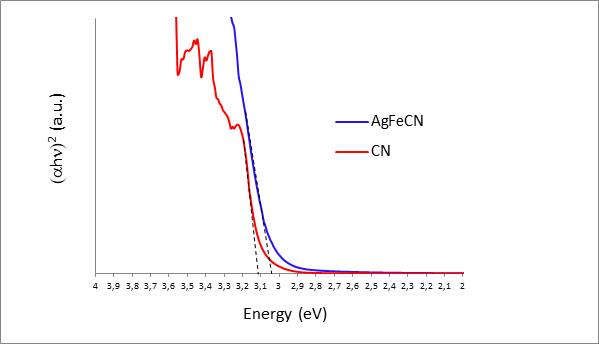 (αhν)2 (a.u.)
AgFeCN
CN
4 3,9 3,8 3,7 3,6 3,5 3,4 3,3 3,2 3,1 3 2,9 2,8 2,7 2,6 2,5 2,4 2,3 2,2 2,1 2
Energy (eV)